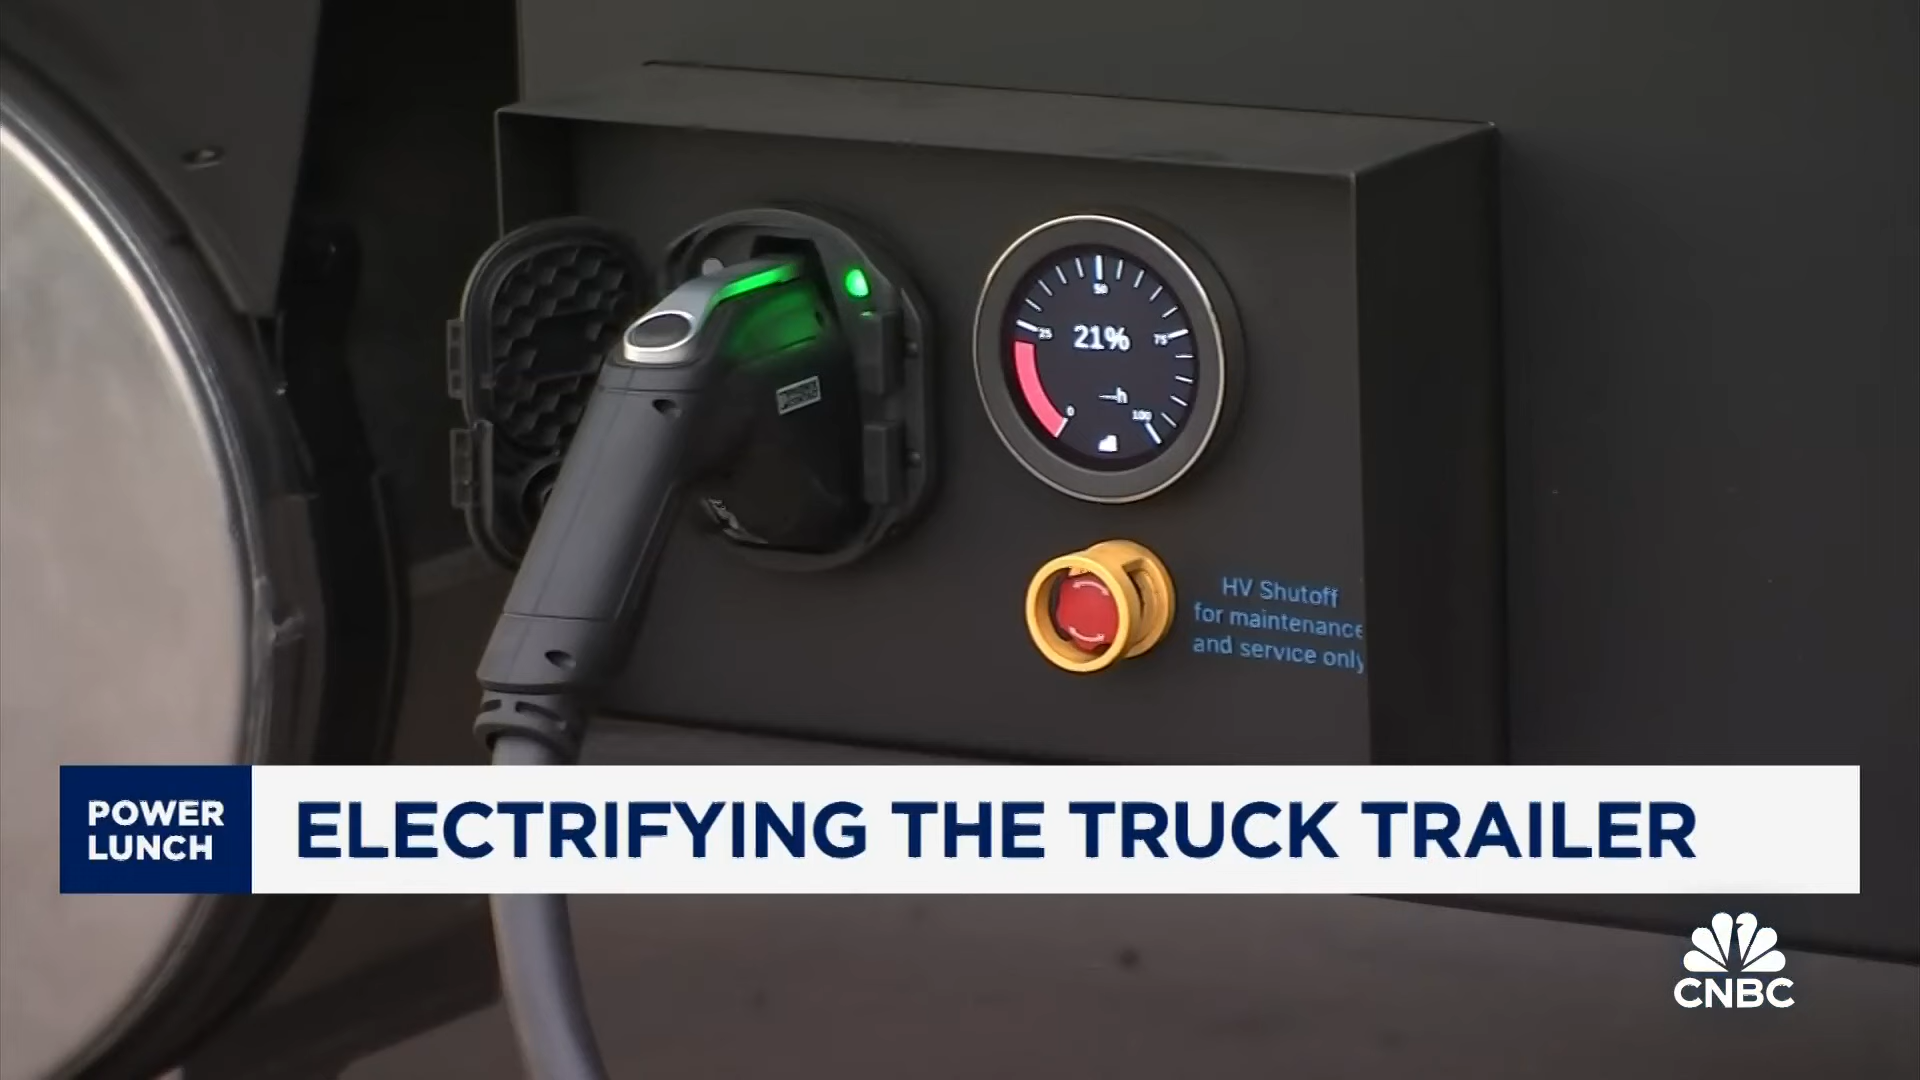 50
25
21%
75
--h
0
100
HV Shutoff
for maintenance
and service only
POWER
LUNCH
ELECTRIFYING THE TRUCK TRAILER
CNBC